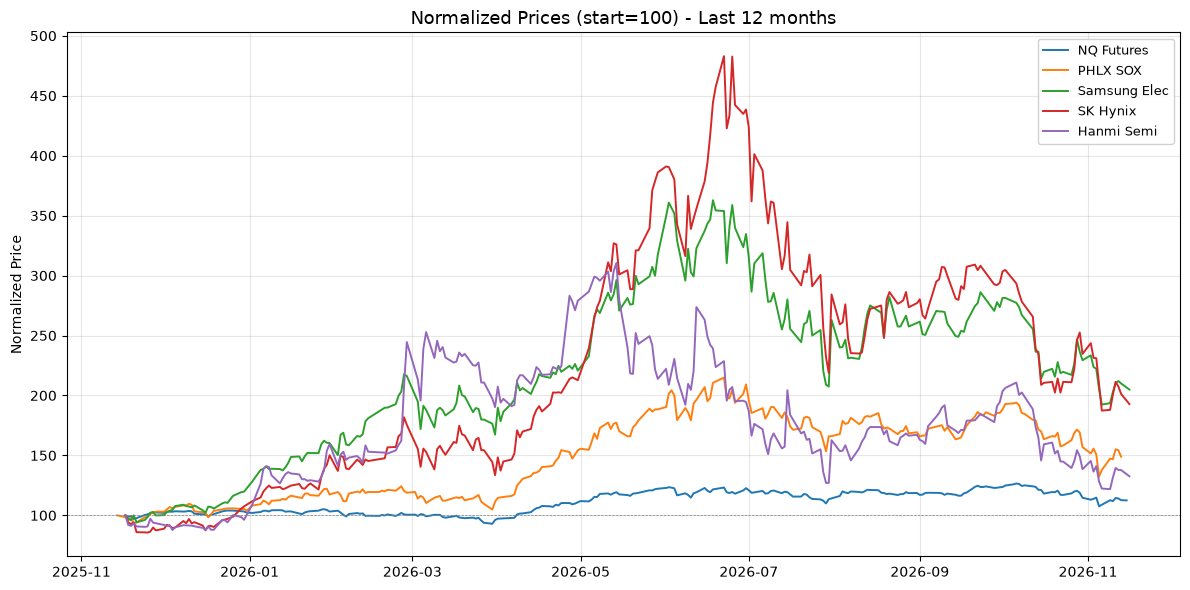 Normalized Prices (start=100) - Last 12 months
Normalized Price
500
450
400
350
300
250
200
150
100
2025-11
2026-01
2026-03
2026-05
2026-07
2026-09
2026-11
NQ Futures
PHLX SOX
Samsung Elec
SK Hynix
Hanmi Semi